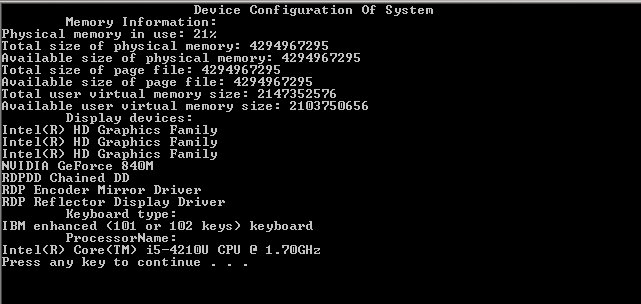 Device Configuration Of System
Memory Information:
Physical memory in use: 21%
Total size of physical memory: 4294967295
Available size of physical memory: 4294967295
Total size of page file: 4294967295
Available size of page file: 4294967295
Total user virtual memory size: 2147352576
Available user virtual memory size: 2103750656
Display devices:
Intel(R) HD Graphics Family
Intel(R) HD Graphics Family
Intel(R) HD Graphics Family
NVIDIA GeForce 840M
RDPDD Chained DD
RDP Encoder Mirror Driver
RDP Reflector Display Driver
Keyboard type:
IBM enhanced (101 or 102 keys) keyboard
ProcessorName:
Intel(R) Core(TM) i5-4210U CPU @ 1.70GHz
Press any key to continue . . .